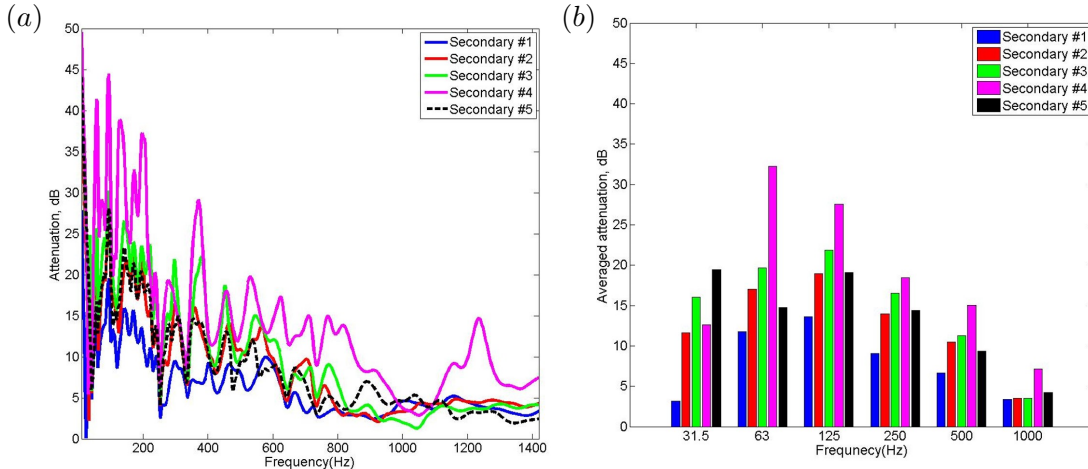 (a)
50
45
40
35
30
25
20
15
10
5
0
Attenuation, dB
200
400
600
800
1000
1200
1400
Frequency(Hz)
Secondary #1
Secondary #2
Secondary #3
Secondary #4
Secondary #5
(b)
50
45
40
35
30
25
20
15
10
5
0
Averaged attenuation, dB
31.5
63
125
250
500
1000
Frequnecy(Hz)
Secondary #1
Secondary #2
Secondary #3
Secondary #4
Secondary #5